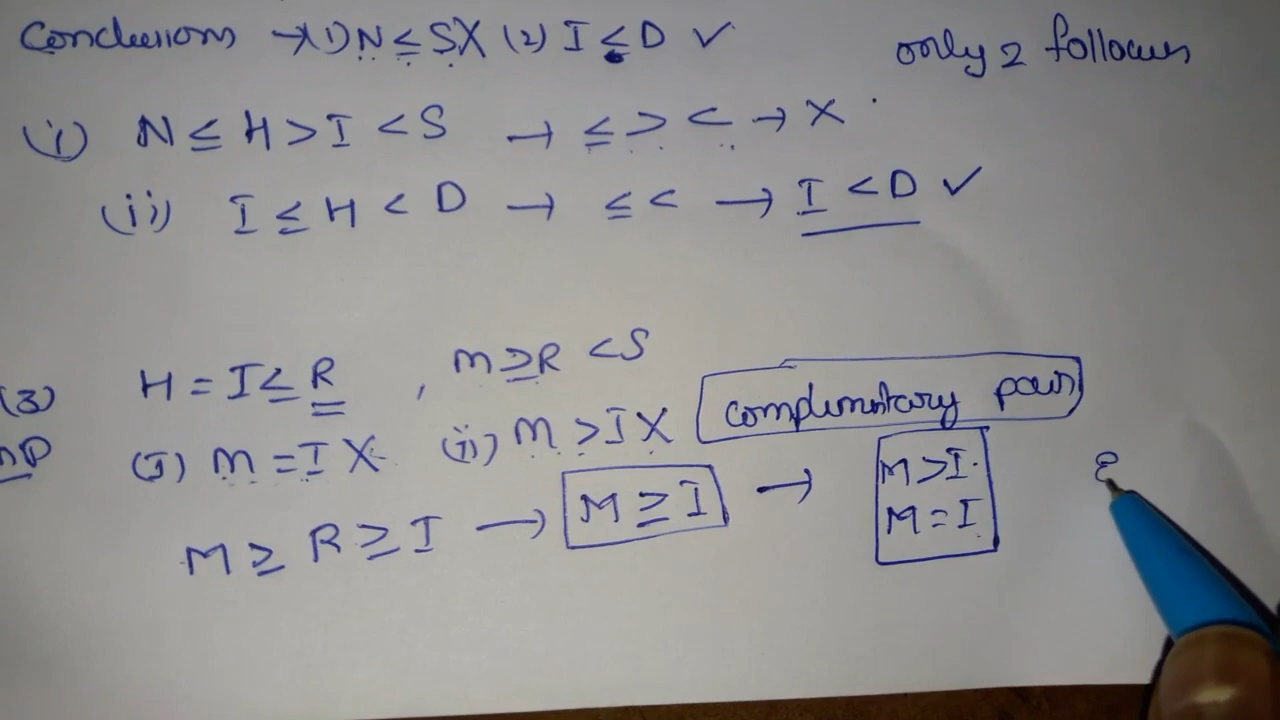 Conclusions → 1) N ≤ S X (2) I ≤ D ✓ only 2 follows
(i) N ≤ H > I < S → ≤ > < → X
(ii) I ≤ H < D → ≤ < → I < D ✓
(3) H = I ≤ R , M ≥ R < S
(i) M = I X (ii) M > I X complimentary pair
M ≥ R ≥ I → M ≥ I → M > I
M = I